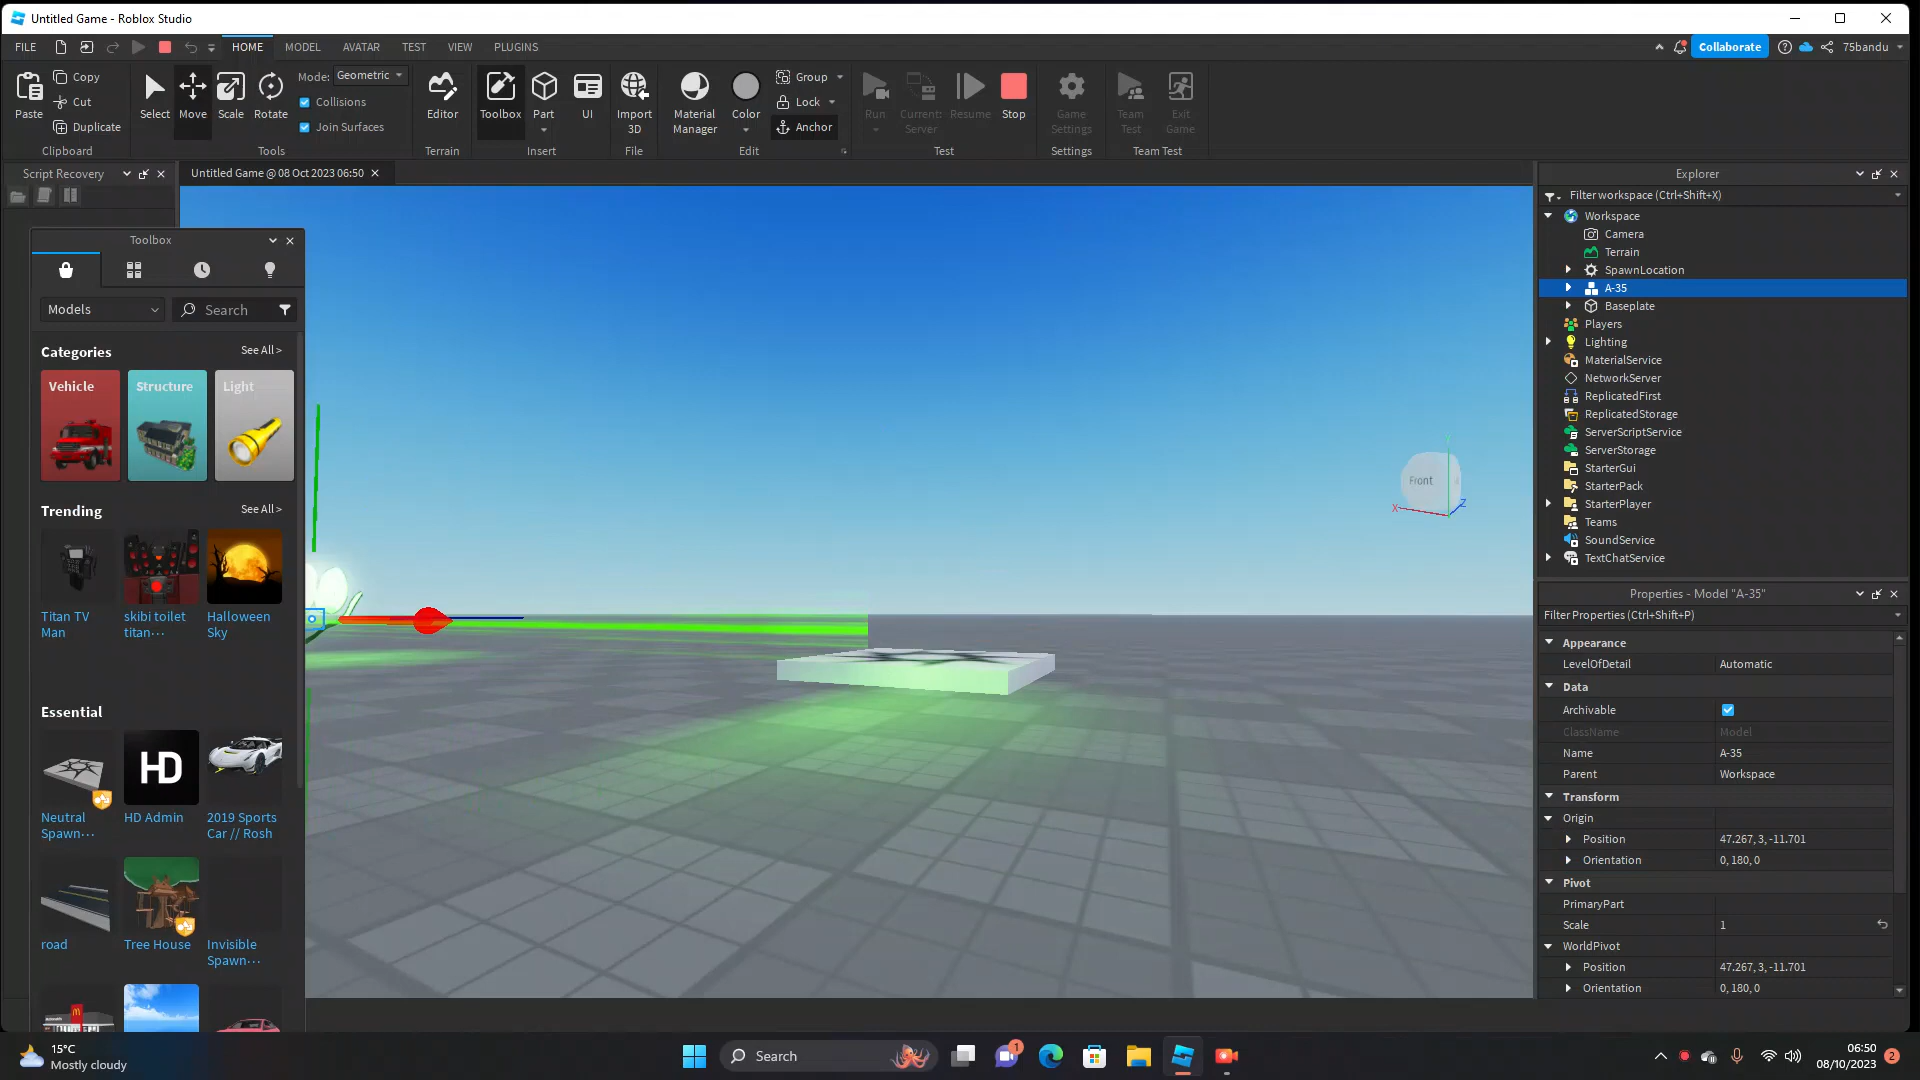 Untitled Game - Roblox Studio
FILE
HOME
MODEL
AVATAR
TEST
VIEW
PLUGINS
Collaborate
75bandu
Paste
Copy
Cut
Duplicate
Clipboard
Select
Move
Scale
Rotate
Mode:
Geometric
Collisions
Join Surfaces
Tools
Editor
Terrain
Toolbox
Part
UI
Insert
Import
3D
File
Material
Manager
Color
Group
Lock
Anchor
Edit
Run
Current:
Server
Resume
Stop
Test
Game
Settings
Settings
Team
Test
Exit
Game
Team Test
Script Recovery
Untitled Game @ 08 Oct 2023 06:50
Toolbox
Models
Search
Categories
See All >
Vehicle
Structure
Light
Trending
See All >
Titan TV
Man
skibi toilet
titan···
Halloween
Sky
Essential
HD
Neutral
Spawn···
HD Admin
2019 Sports
Car // Rosh
road
Tree House
Invisible
Spawn···
Front
X
Y
Z
Explorer
Filter workspace (Ctrl+Shift+X)
Workspace
Camera
Terrain
SpawnLocation
A-35
Baseplate
Players
Lighting
MaterialService
NetworkServer
ReplicatedFirst
ReplicatedStorage
ServerScriptService
ServerStorage
StarterGui
StarterPack
StarterPlayer
Teams
SoundService
TextChatService
Properties - Model "A-35"
Filter Properties (Ctrl+Shift+P)
Appearance
LevelOfDetail Automatic
Data
Archivable
ClassName Model
Name A-35
Parent Workspace
Transform
Origin
Position 47.267, 3, -11.701
Orientation 0, 180, 0
Pivot
PrimaryPart
Scale 1
WorldPivot
Position 47.267, 3, -11.701
Orientation 0, 180, 0
15°C
Mostly cloudy
Search
1
06:50
08/10/2023
2